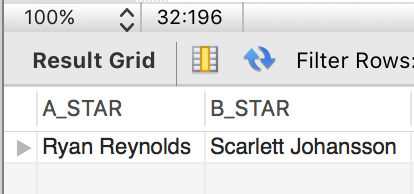 100% 32:196
Result Grid Filter Rows:
A_STAR B_STAR
Ryan Reynolds Scarlett Johansson